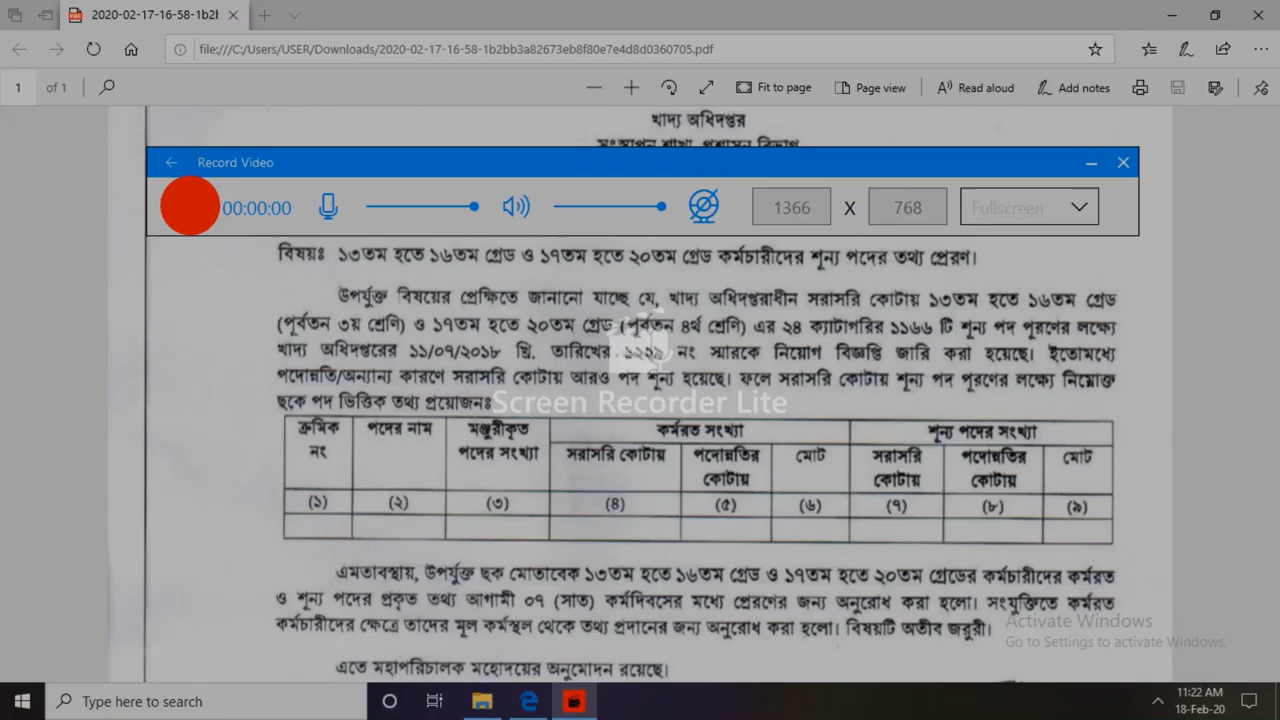 2020-02-17-16-58-1b2b
file:///C:/Users/USER/Downloads/2020-02-17-16-58-1b2bb3a82673eb8f80e7e4d8d0360705.pdf
1 of 1 Fit to page Page view Read aloud Add notes
খাদ্য অধিদপ্তর
সংস্থাপন শাখা, প্রশাসন বিভাগ
Record Video
00:00:00 1366 X 768 Fullscreen
বিষয়ঃ ১৩তম হতে ১৬তম গ্রেড ও ১৭তম হতে ২০তম গ্রেড কর্মচারীদের শূন্য পদের তথ্য প্রেরণ।
উপর্যুক্ত বিষয়ের প্রেক্ষিতে জানানো যাচ্ছে যে, খাদ্য অধিদপ্তরাধীন সরাসরি কোটায় ১৩তম হতে ১৬তম গ্রেড
(পূর্বতন ৩য় শ্রেণি) ও ১৭তম হতে ২০তম গ্রেড (পূর্বতন ৪র্থ শ্রেণি) এর ২৪ ক্যাটাগরির ১১৬৬ টি শূন্য পদ পূরণের লক্ষ্যে
খাদ্য অধিদপ্তরের ১১/০৭/২০১৮ খ্রি. তারিখের ১২২৯ নং স্মারকে নিয়োগ বিজ্ঞপ্তি জারি করা হয়েছে। ইতোমধ্যে
পদোন্নতি/অন্যান্য কারণে সরাসরি কোটায় আরও পদ শূন্য হয়েছে। ফলে সরাসরি কোটায় শূন্য পদ পূরণের লক্ষ্যে নিম্নোক্ত
ছকে পদ ভিত্তিক তথ্য প্রয়োজনঃ
Screen Recorder Lite
ক্রমিক পদের নাম মঞ্জুরীকৃত কর্মরত সংখ্যা শূন্য পদের সংখ্যা
নং পদের সংখ্যা সরাসরি কোটায় পদোন্নতির মোট সরাসরি পদোন্নতির মোট
কোটায় কোটায় কোটায়
(১) (২) (৩) (৪) (৫) (৬) (৭) (৮) (৯)
এমতাবস্থায়, উপর্যুক্ত ছক মোতাবেক ১৩তম হতে ১৬তম গ্রেড ও ১৭তম হতে ২০তম গ্রেডের কর্মচারীদের কর্মরত
ও শূন্য পদের প্রকৃত তথ্য আগামী ০৭ (সাত) কর্মদিবসের মধ্যে প্রেরণের জন্য অনুরোধ করা হলো। সংযুক্তিতে কর্মরত
কর্মচারীদের ক্ষেত্রে তাদের মূল কর্মস্থল থেকে তথ্য প্রদানের জন্য অনুরোধ করা হলো। বিষয়টি অতীব জরুরী।
Activate Windows
Go to Settings to activate Windows.
এতে মহাপরিচালক মহোদয়ের অনুমোদন রয়েছে।
Type here to search
11:22 AM
18-Feb-20